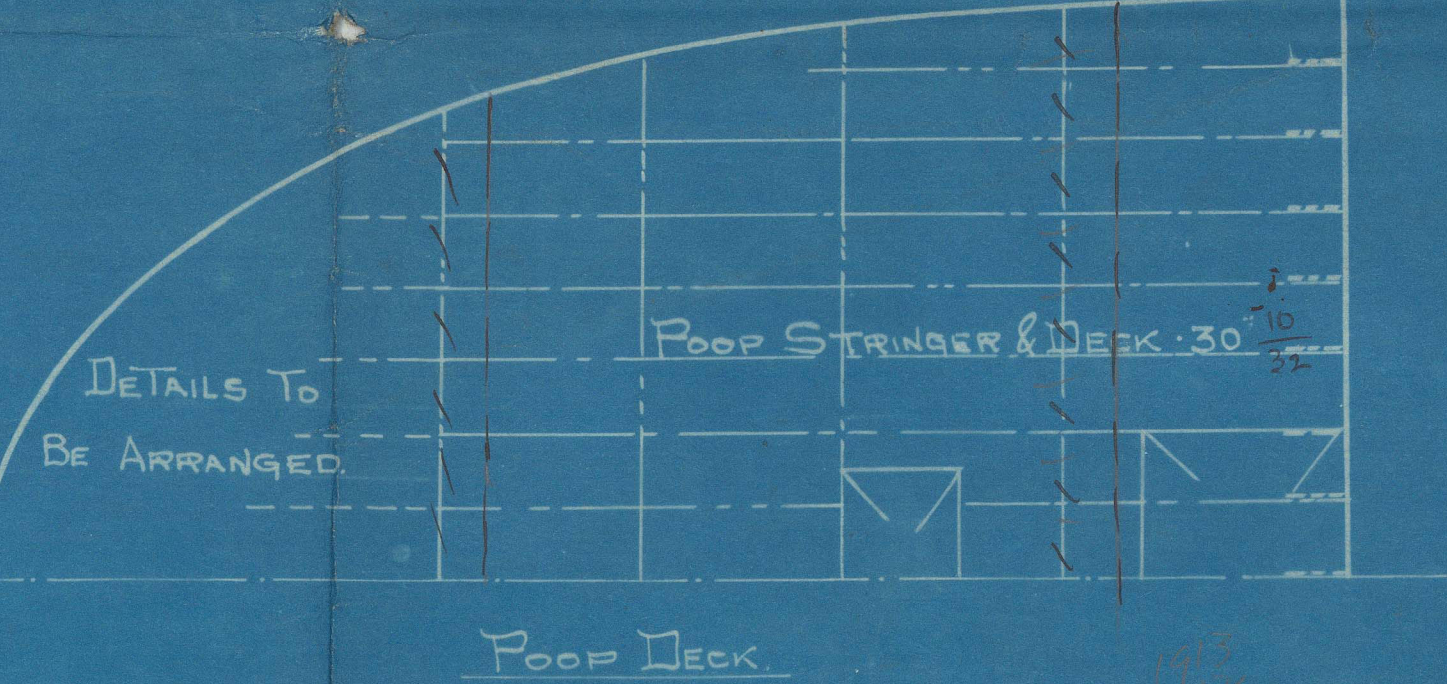 POOP STRINGER & DECK · 30" 10/32
DETAILS TO
BE ARRANGED.
POOP DECK.
1913